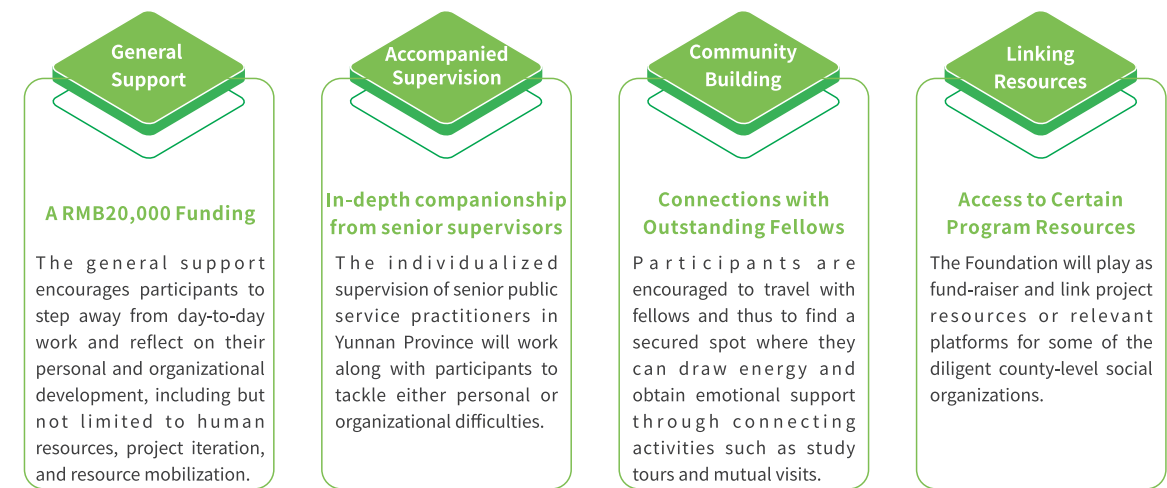 General
Support
A RMB20,000 Funding
The general support
encourages participants to
step away from day-to-day
work and reflect on their
personal and organizational
development, including but
not limited to human
resources, project iteration,
and resource mobilization.
Accompanied
Supervision
In-depth companionship
from senior supervisors
The individualized
supervision of senior public
service practitioners in
Yunnan Province will work
along with participants to
tackle either personal or
organizational difficulties.
Community
Building
Connections with
Outstanding Fellows
Participants are
encouraged to travel with
fellows and thus to find a
secured spot where they
can draw energy and
obtain emotional support
through connecting
activities such as study
tours and mutual visits.
Linking
Resources
Access to Certain
Program Resources
The Foundation will play as
fund-raiser and link project
resources or relevant
platforms for some of the
diligent county-level social
organizations.